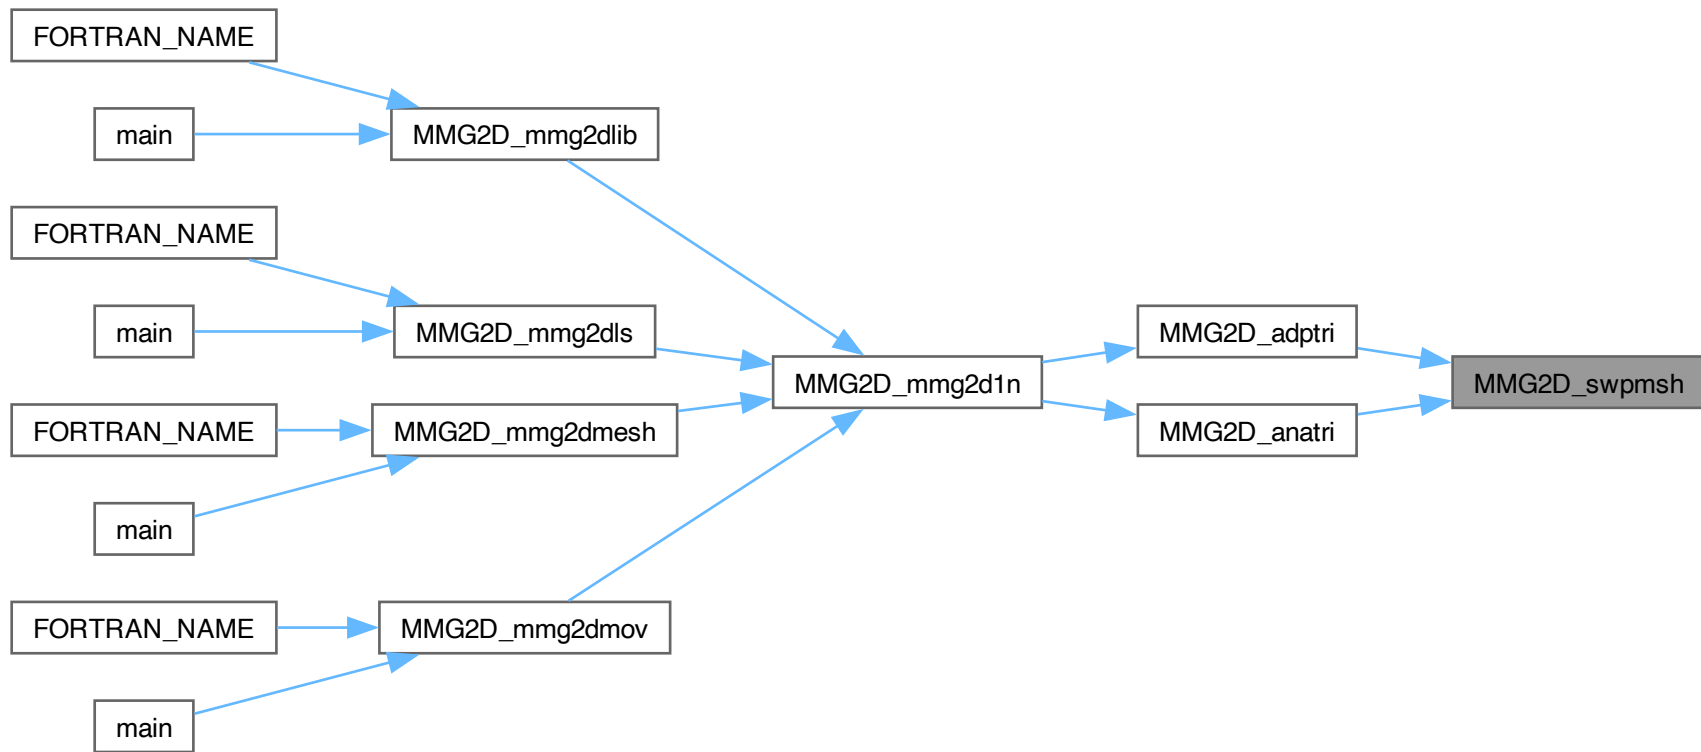 FORTRAN_NAME
main
MMG2D_mmg2dlib
FORTRAN_NAME
main
MMG2D_mmg2dls
MMG2D_adptri
MMG2D_mmg2d1n
MMG2D_swpmsh
FORTRAN_NAME
MMG2D_mmg2dmesh
MMG2D_anatri
main
FORTRAN_NAME
MMG2D_mmg2dmov
main